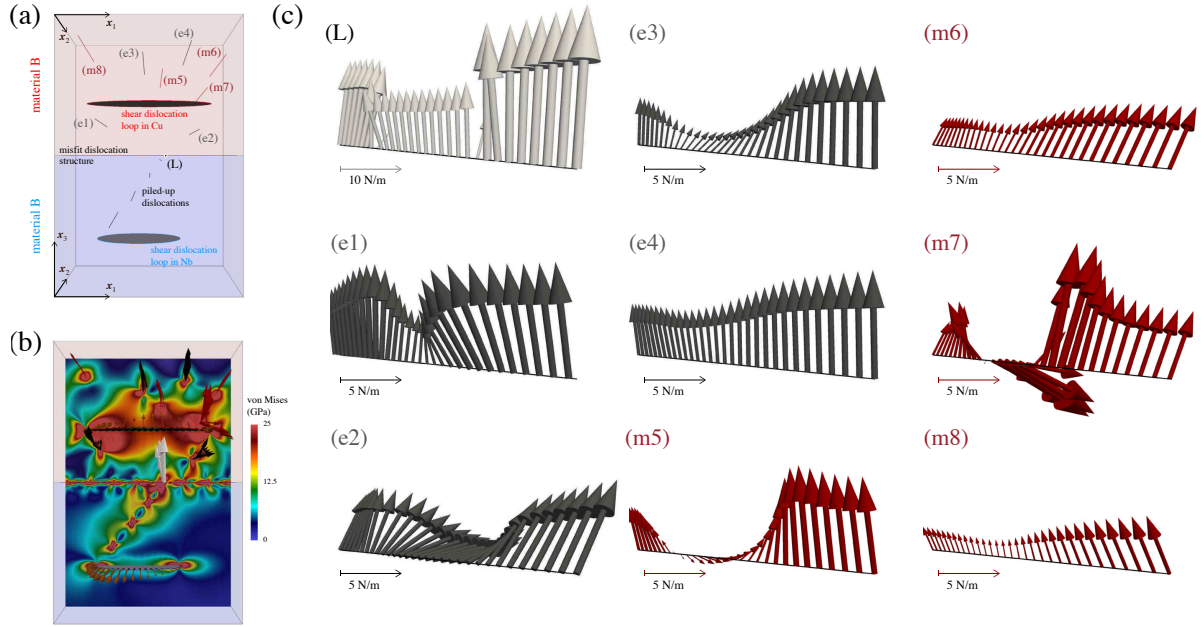 (a)
x1
x2
(e4)
(e3)
(m6)
(m8)
(m5)
(m7)
material B
shear dislocation
loop in Cu
(e1)
(e2)
misfit dislocation
structure
(L)
piled-up
dislocations
material B
x3
shear dislocation
loop in Nb
x2
x1
(b)
von Mises
(GPa)
25
12.5
0
(c)
(L)
10 N/m
(e3)
5 N/m
(m6)
5 N/m
(e1)
5 N/m
(e4)
5 N/m
(m7)
5 N/m
(e2)
5 N/m
(m5)
5 N/m
(m8)
5 N/m